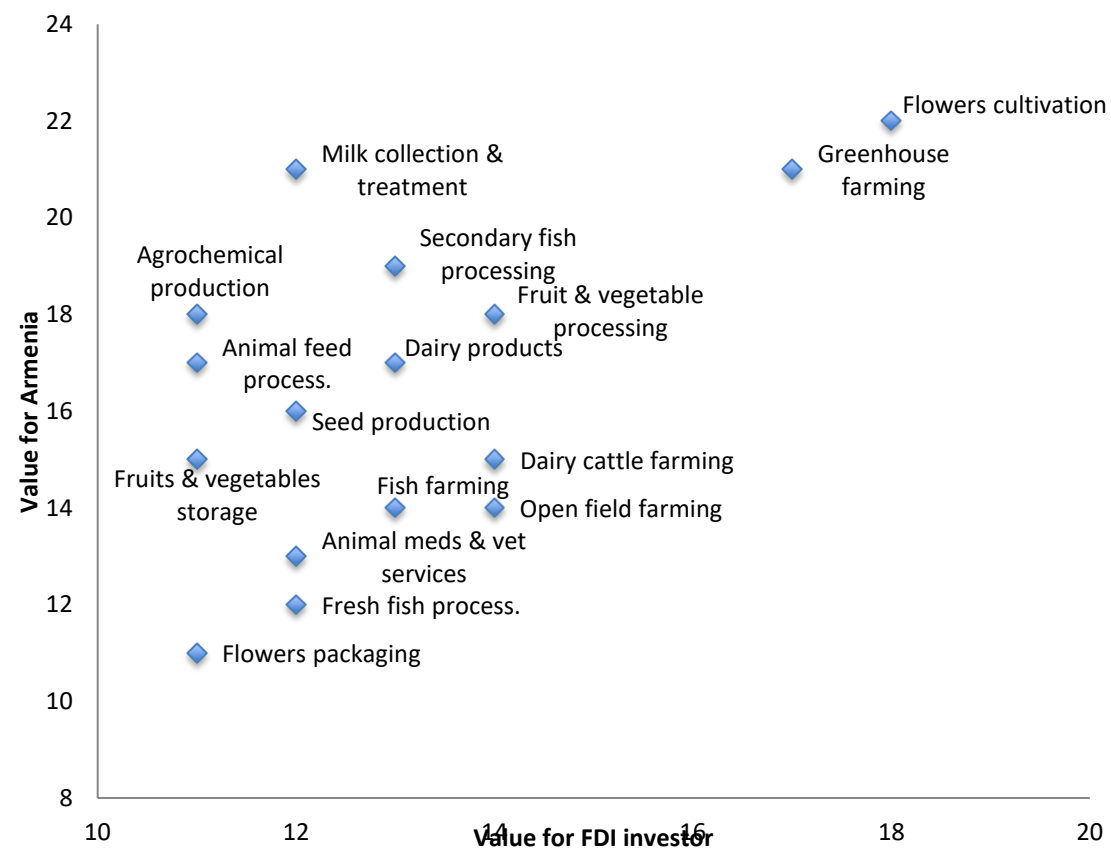 24
Flowers cultivation
22
Milk collection &
treatment
Greenhouse
farming
20
Secondary fish
processing
Agrochemical
production
Fruit & vegetable
processing
18
Animal feed
process.
Dairy products
16
Seed production
Dairy cattle farming
Fruits & vegetables
storage
Fish farming
14
Open field farming
Animal meds & vet
services
12
Fresh fish process.
Flowers packaging
10
8
Value for Armenia
10
12
14
16
18
20
Value for FDI investor